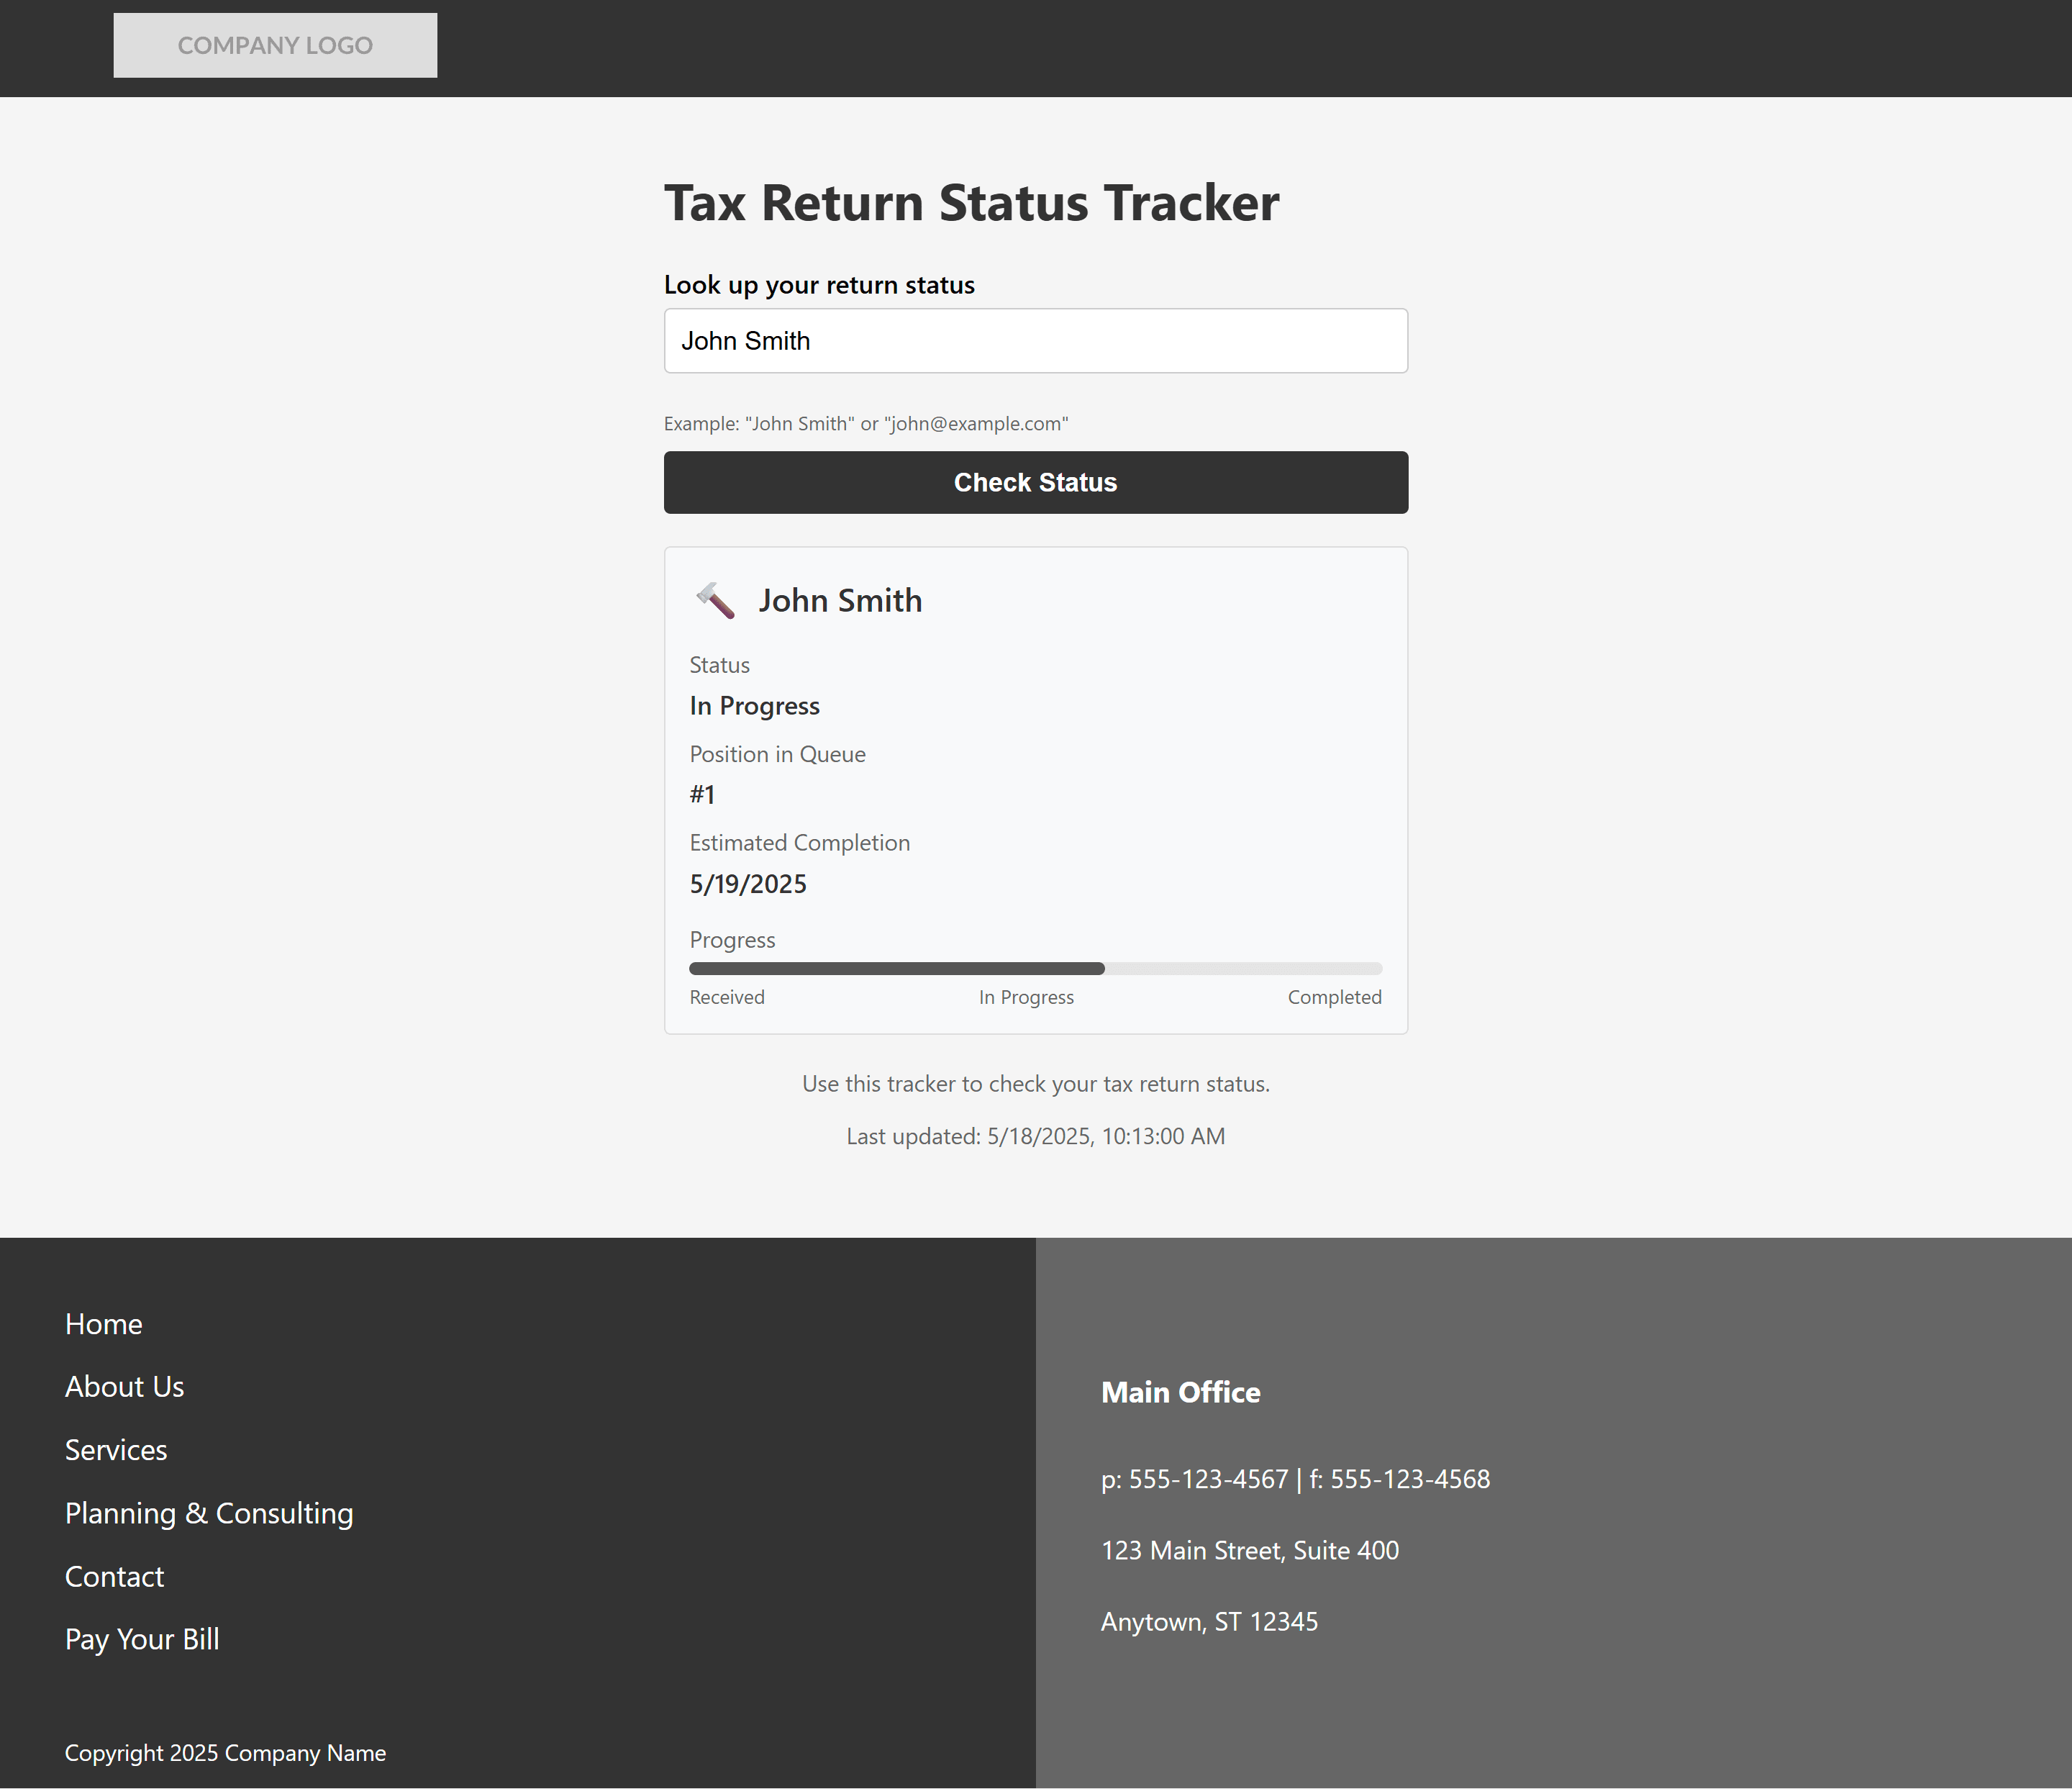 COMPANY LOGO
Tax Return Status Tracker
Look up your return status
John Smith
Example: "John Smith" or "john@example.com"
Check Status
John Smith
Status
In Progress
Position in Queue
#1
Estimated Completion
5/19/2025
Progress
Received In Progress Completed
Use this tracker to check your tax return status.
Last updated: 5/18/2025, 10:13:00 AM
Home
About Us
Services
Planning & Consulting
Contact
Pay Your Bill
Copyright 2025 Company Name
Main Office
p: 555-123-4567 | f: 555-123-4568
123 Main Street, Suite 400
Anytown, ST 12345